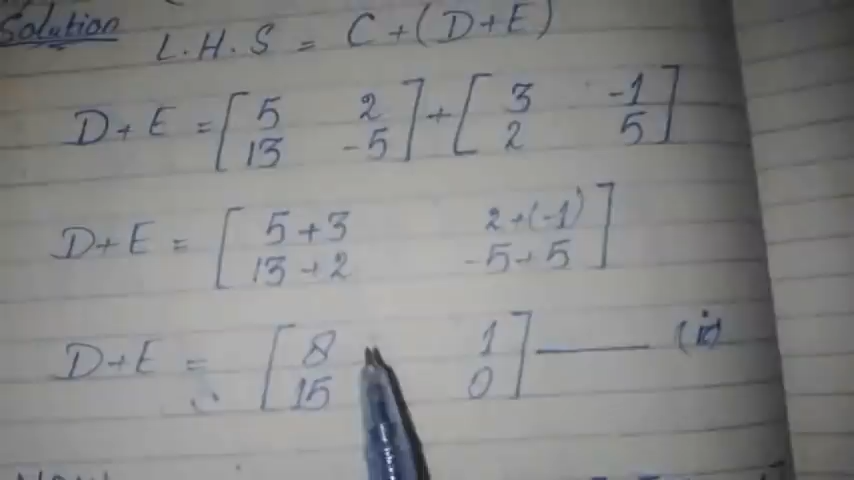 Solution
L.H.S = C+(D+E)
D+E = [5 2] + [3 -1]
[13 -5] [2 5]
D+E = [5+3 2+(-1)]
[13+2 -5+5]
D+E = [8 1]
[15 0]